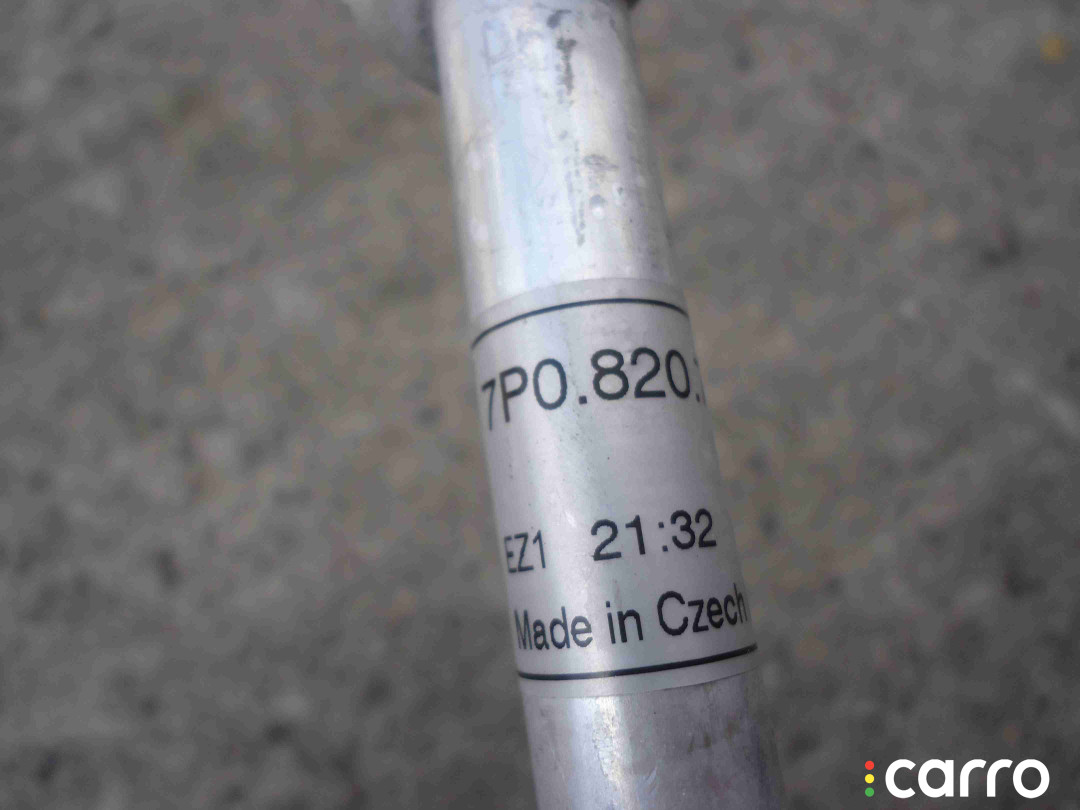 7P0.820.
EZ1 21:32
Made in Czech
carro